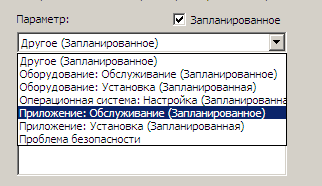 Параметр: Запланированное
Другое (Запланированное)
Другое (Запланированное)
Оборудование: Обслуживание (Запланированное)
Оборудование: Установка (Запланированная)
Операционная система: Настройка (Запланированна
Приложение: Обслуживание (Запланированное)
Приложение: Установка (Запланированная)
Проблема безопасности